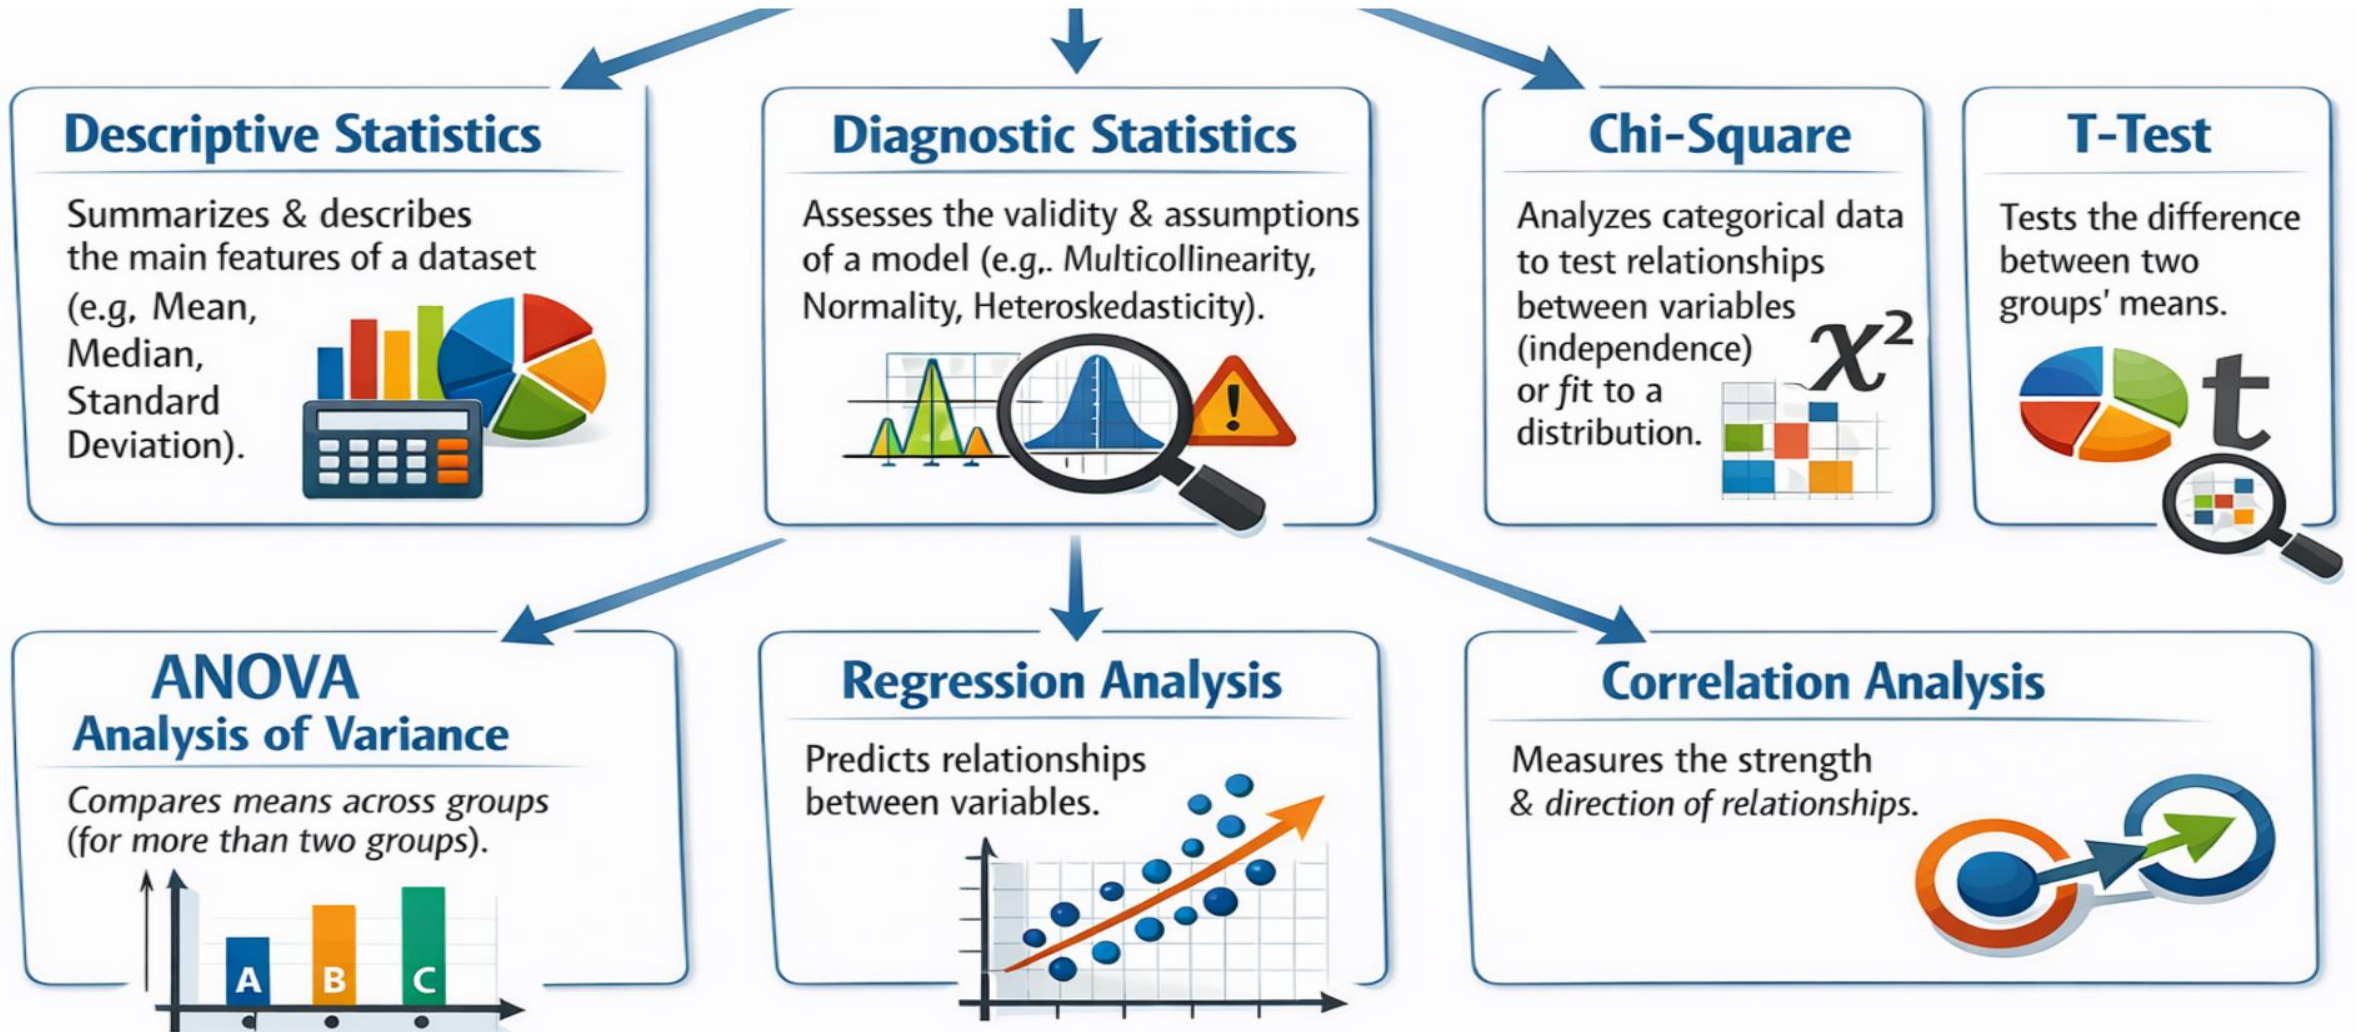 Descriptive Statistics
Summarizes & describes
the main features of a dataset
(e.g, Mean,
Median,
Standard
Deviation).
Diagnostic Statistics
Assesses the validity & assumptions
of a model (e.g,. Multicollinearity,
Normality, Heteroskedasticity).
Chi-Square
Analyzes categorical data
to test relationships
between variables
(independence)
or fit to a
distribution.
χ²
T-Test
Tests the difference
between two
groups' means.
t
ANOVA
Analysis of Variance
Compares means across groups
(for more than two groups).
A B C
Regression Analysis
Predicts relationships
between variables.
Correlation Analysis
Measures the strength
& direction of relationships.